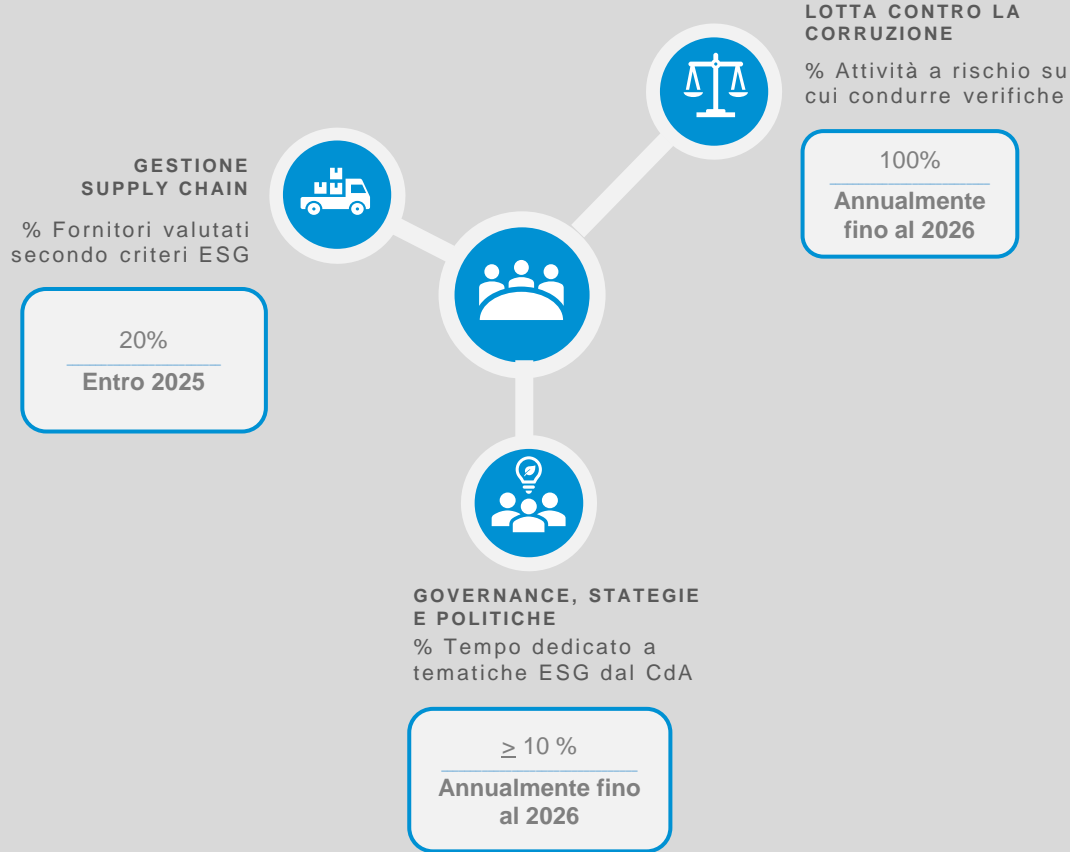 LOTTA CONTRO LA
CORRUZIONE
% Attività a rischio su
cui condurre verifiche
100%
Annualmente
fino al 2026
GESTIONE
SUPPLY CHAIN
% Fornitori valutati
secondo criteri ESG
20%
Entro 2025
GOVERNANCE, STATEGIE
E POLITICHE
% Tempo dedicato a
tematiche ESG dal CdA
≥ 10 %
Annualmente fino
al 2026